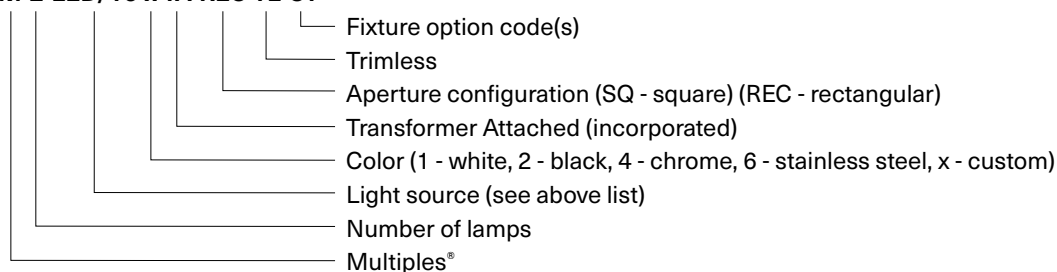 Fixture option code(s)
Trimless
Aperture configuration (SQ - square) (REC - rectangular)
Transformer Attached (incorporated)
Color (1 - white, 2 - black, 4 - chrome, 6 - stainless steel, x - custom)
Light source (see above list)
Number of lamps
Multiples®